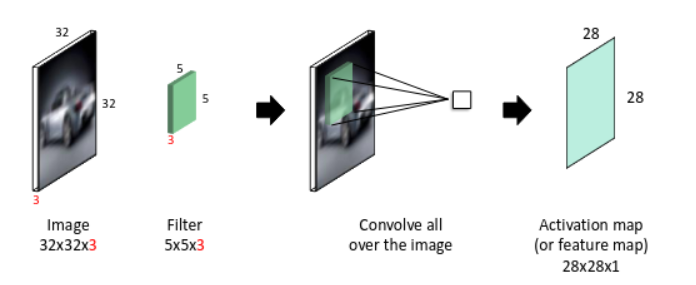 32
32
3
Image
32x32x3
5
5
3
Filter
5x5x3
Convolve all
over the image
28
28
Activation map
(or feature map)
28x28x1